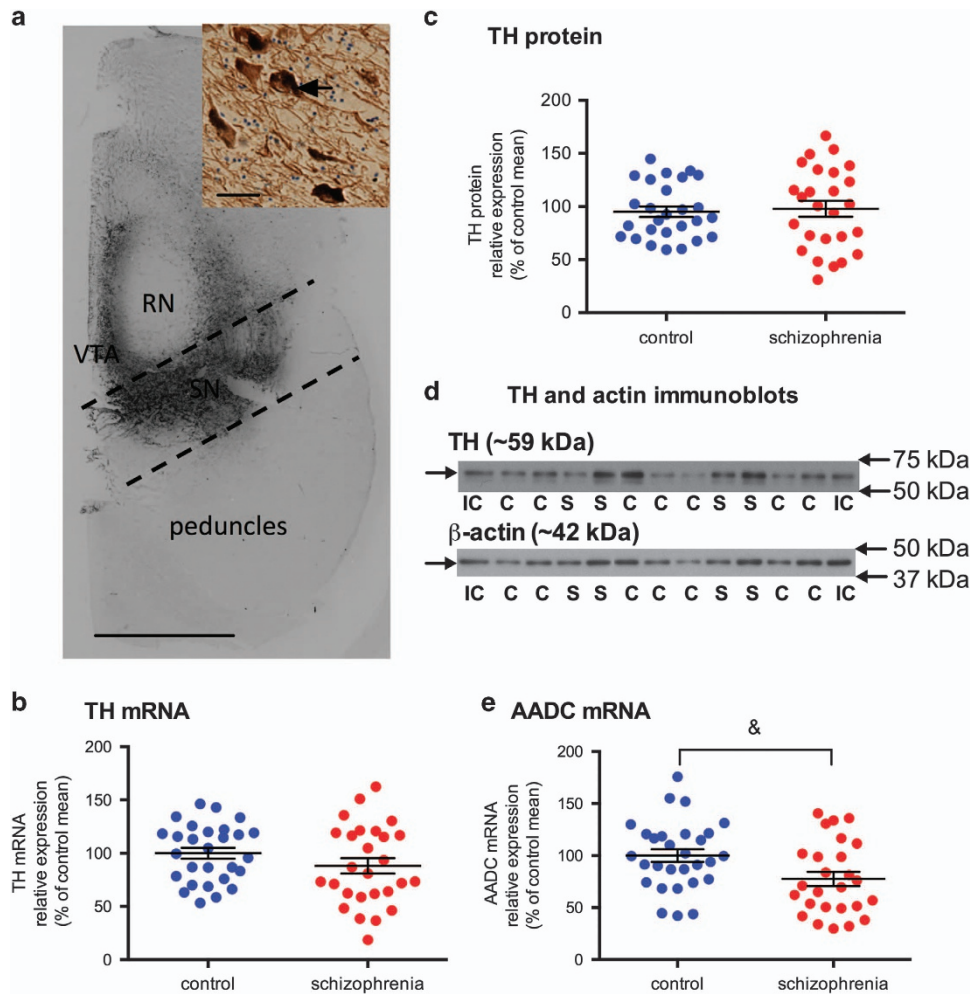 a
RN
VTA
SN
peduncles
b
TH mRNA
TH mRNA
relative expression
(% of control mean)
200
150
100
50
0
control
schizophrenia
c
TH protein
TH protein
relative expression
(% of control mean)
200
150
100
50
0
control
schizophrenia
d
TH and actin immunoblots
TH (~59 kDa)
75 kDa
50 kDa
IC C C S S C C C S S C C IC
β-actin (~42 kDa)
50 kDa
37 kDa
IC C C S S C C C S S C C IC
e
AADC mRNA
&
AADC mRNA
relative expression
(% of control mean)
200
150
100
50
0
control
schizophrenia